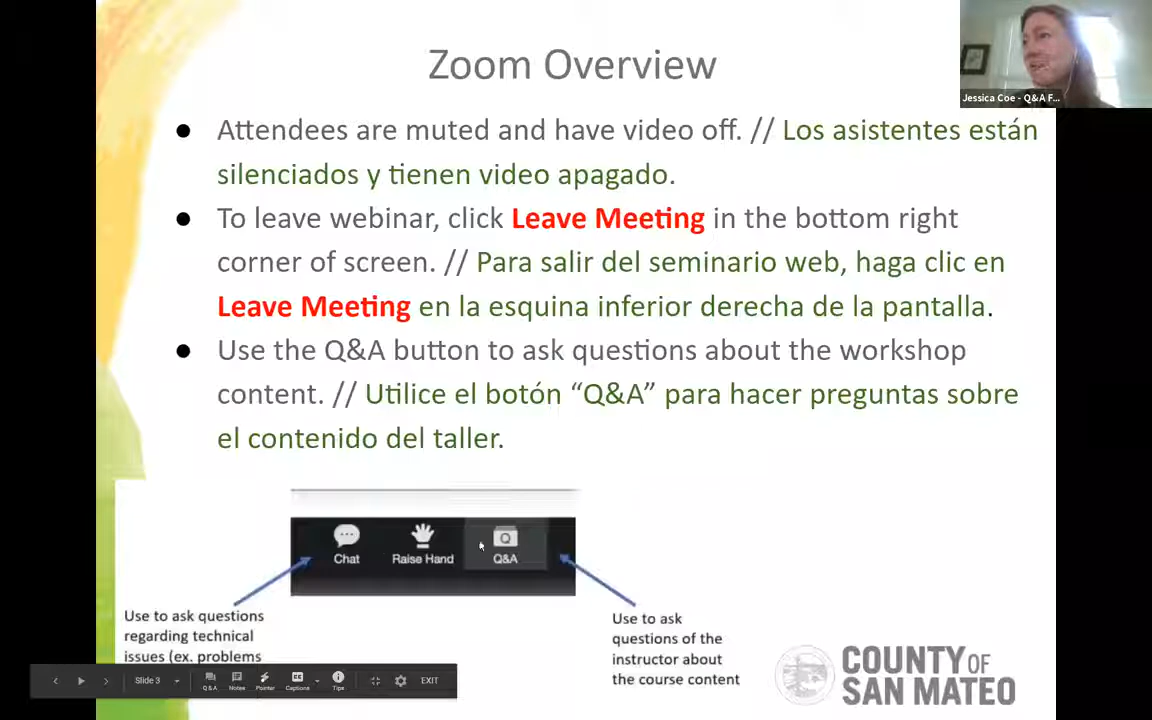 Zoom Overview
Jessica Coe - Q&A F...
● Attendees are muted and have video off. // Los asistentes están
silenciados y tienen video apagado.
● To leave webinar, click Leave Meeting in the bottom right
corner of screen. // Para salir del seminario web, haga clic en
Leave Meeting en la esquina inferior derecha de la pantalla.
● Use the Q&A button to ask questions about the workshop
content. // Utilice el botón “Q&A” para hacer preguntas sobre
el contenido del taller.
Chat Raise Hand Q&A
Use to ask questions
regarding technical
issues (ex. problems
Use to ask
questions of the
instructor about
the course content
Slide 3 Q&A Notes Pointer Captions Tips EXIT
COUNTY OF
SAN MATEO